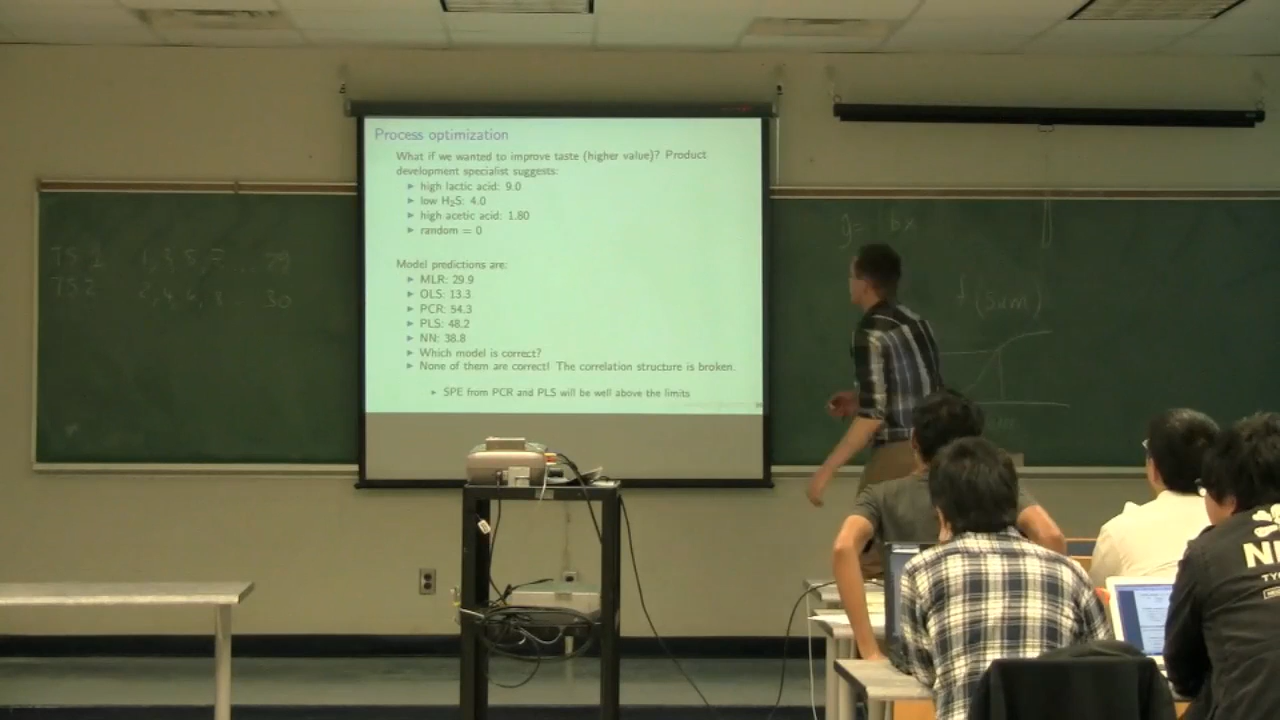 Process optimization
What if we wanted to improve taste (higher value)? Product
development specialist suggests:
▶ high lactic acid: 9.0
▶ low H₂S: 4.0
▶ high acetic acid: 1.80
▶ random = 0
Model predictions are:
▶ MLR: 29.9
▶ OLS: 13.3
▶ PCR: 54.3
▶ PLS: 48.2
▶ NN: 38.8
▶ Which model is correct?
▶ None of them are correct! The correlation structure is broken.
▶ SPE from PCR and PLS will be well above the limits